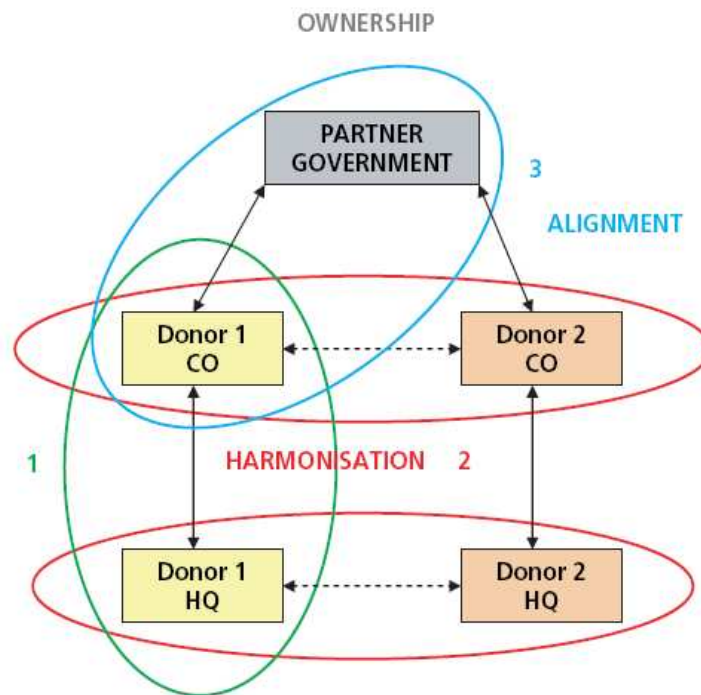 OWNERSHIP
PARTNER
GOVERNMENT
3
ALIGNMENT
Donor 1
CO
Donor 2
CO
1
HARMONISATION 2
Donor 1
HQ
Donor 2
HQ